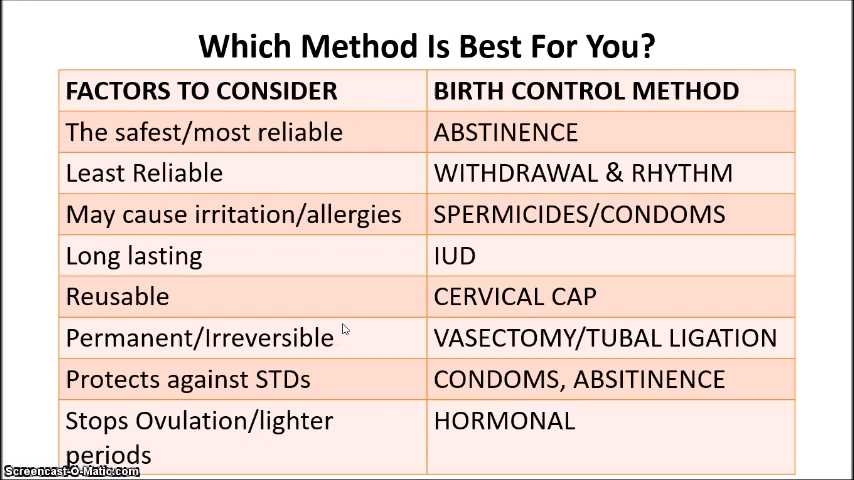 Which Method Is Best For You?
FACTORS TO CONSIDER BIRTH CONTROL METHOD
The safest/most reliable ABSTINENCE
Least Reliable WITHDRAWAL & RHYTHM
May cause irritation/allergies SPERMICIDES/CONDOMS
Long lasting IUD
Reusable CERVICAL CAP
Permanent/Irreversible VASECTOMY/TUBAL LIGATION
Protects against STDs CONDOMS, ABSITINENCE
Stops Ovulation/lighter HORMONAL
periods
Screencast-O-Matic.com